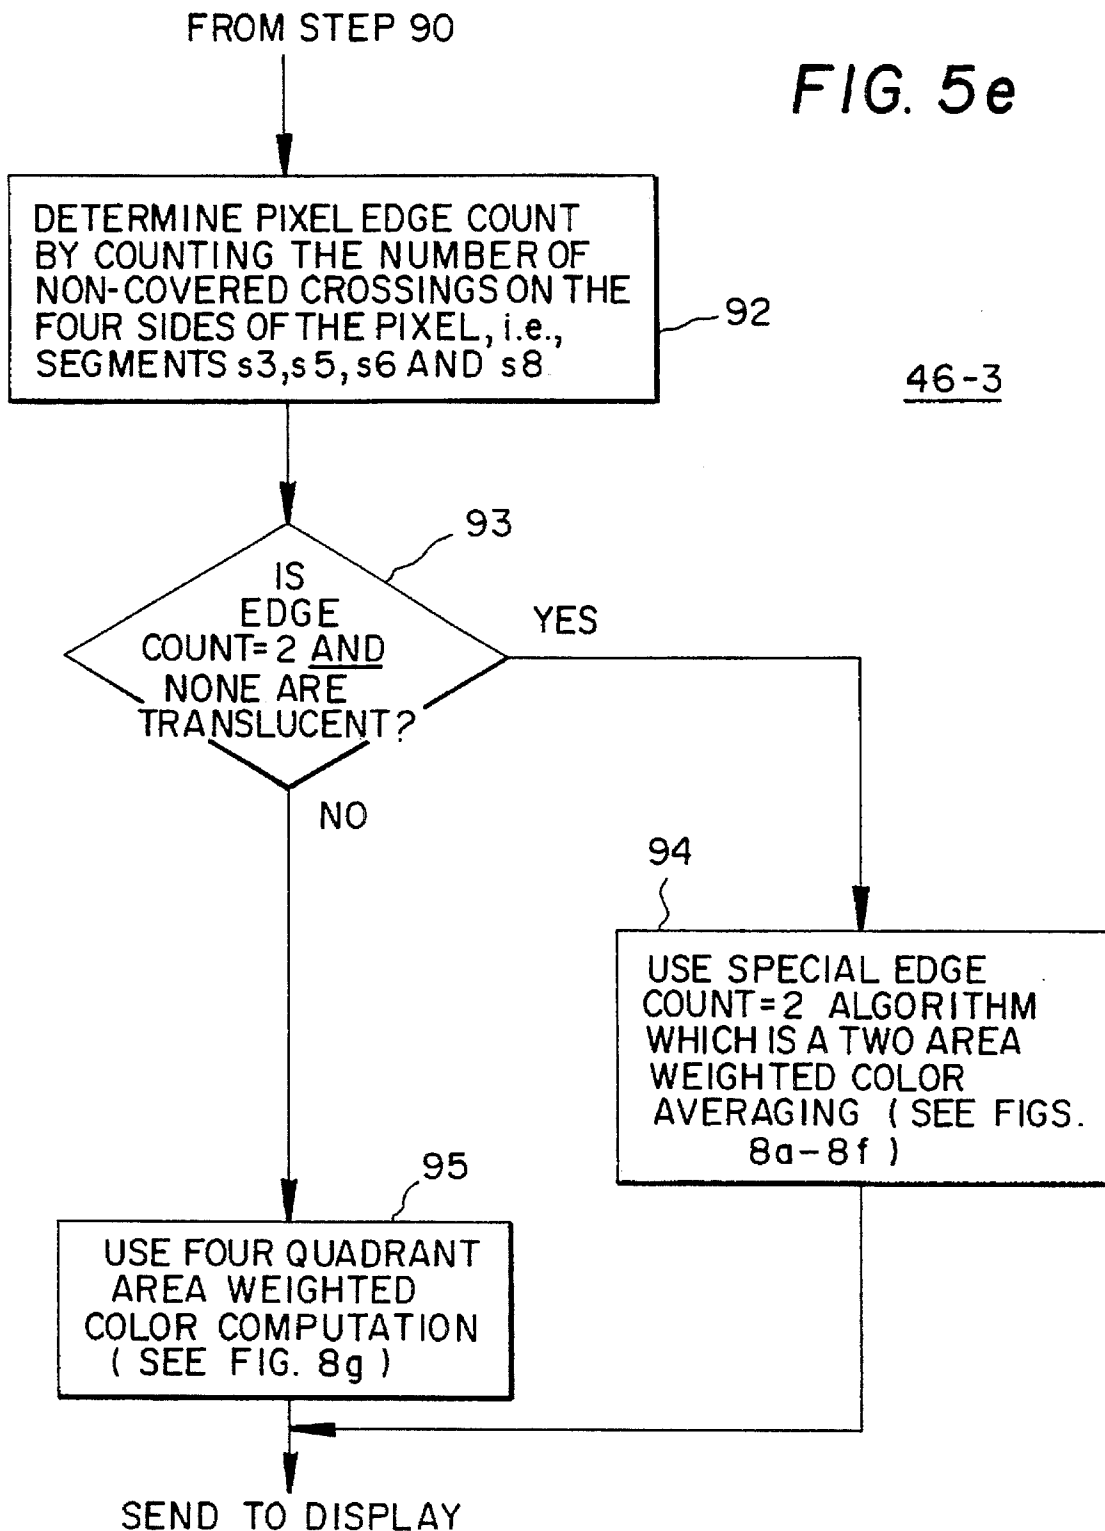 FROM STEP 90
FIG. 5e
DETERMINE PIXEL EDGE COUNT
BY COUNTING THE NUMBER OF
NON-COVERED CROSSINGS ON THE
FOUR SIDES OF THE PIXEL, i.e.,
SEGMENTS s3,s5,s6 AND s8
92
46-3
93
IS
EDGE
COUNT=2 AND
NONE ARE
TRANSLUCENT?
YES
NO
94
USE SPECIAL EDGE
COUNT=2 ALGORITHM
WHICH IS A TWO AREA
WEIGHTED COLOR
AVERAGING (SEE FIGS.
8a-8f)
95
USE FOUR QUADRANT
AREA WEIGHTED
COLOR COMPUTATION
(SEE FIG. 8g)
SEND TO DISPLAY